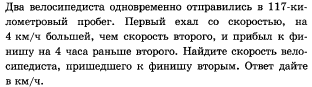 Два велосипедиста одновременно отправились в 117-ки-
лометровый пробег. Первый ехал со скоростью, на
4 км/ч большей, чем скорость второго, и прибыл к фи-
нишу на 4 часа раньше второго. Найдите скорость вело-
сипедиста, пришедшего к финишу вторым. Ответ дайте
в км/ч.